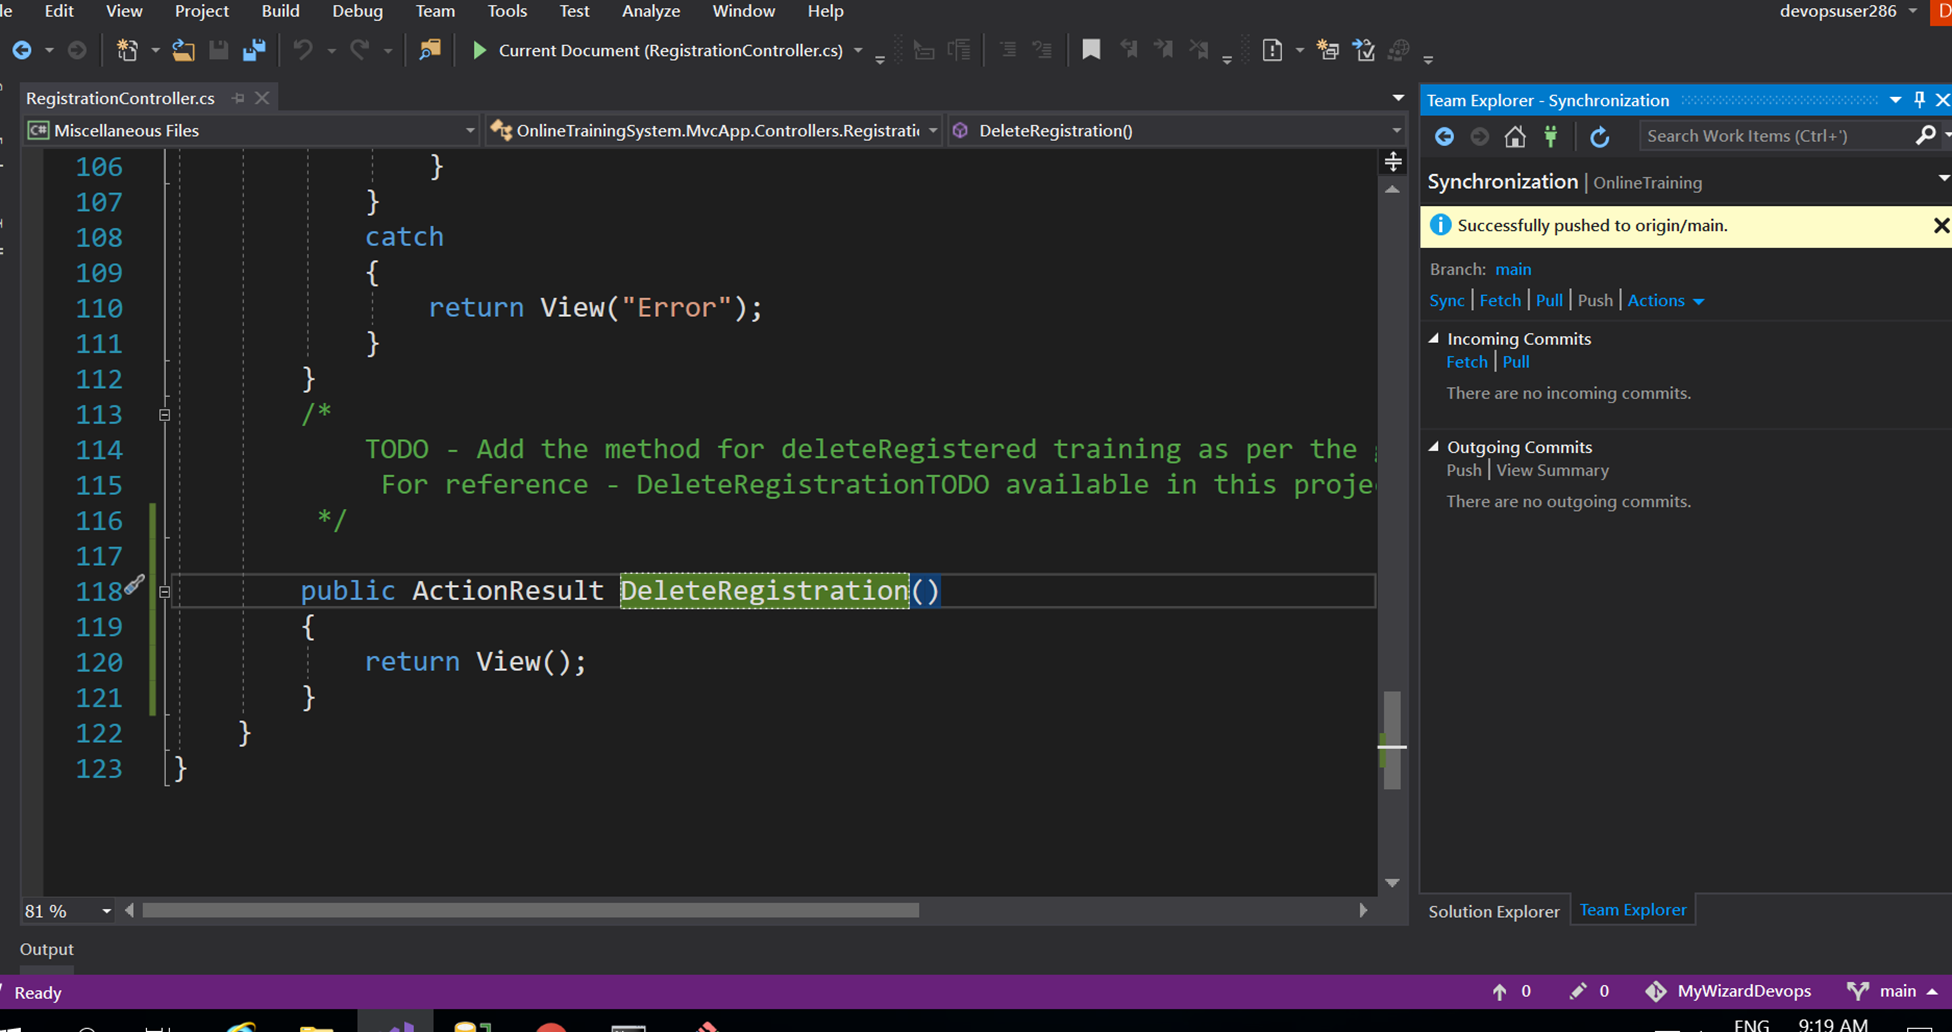 le Edit View Project Build Debug Team Tools Test Analyze Window Help devopsuser286 D
Current Document (RegistrationController.cs)
RegistrationController.cs
C# Miscellaneous Files OnlineTrainingSystem.MvcApp.Controllers.Registrati DeleteRegistration()
106 }
107 }
108 catch
109 {
110 return View("Error");
111 }
112 }
113 /*
114 TODO - Add the method for deleteRegistered training as per the
115 For reference - DeleteRegistrationTODO available in this proje
116 */
117
118 public ActionResult DeleteRegistration()
119 {
120 return View();
121 }
122 }
123 }
81 %
Team Explorer - Synchronization
Search Work Items (Ctrl+')
Synchronization | OnlineTraining
Successfully pushed to origin/main.
Branch: main
Sync | Fetch | Pull | Push | Actions
Incoming Commits
Fetch | Pull
There are no incoming commits.
Outgoing Commits
Push | View Summary
There are no outgoing commits.
Solution Explorer Team Explorer
Output
Ready 0 0 MyWizardDevops main
ENG 9:19 AM